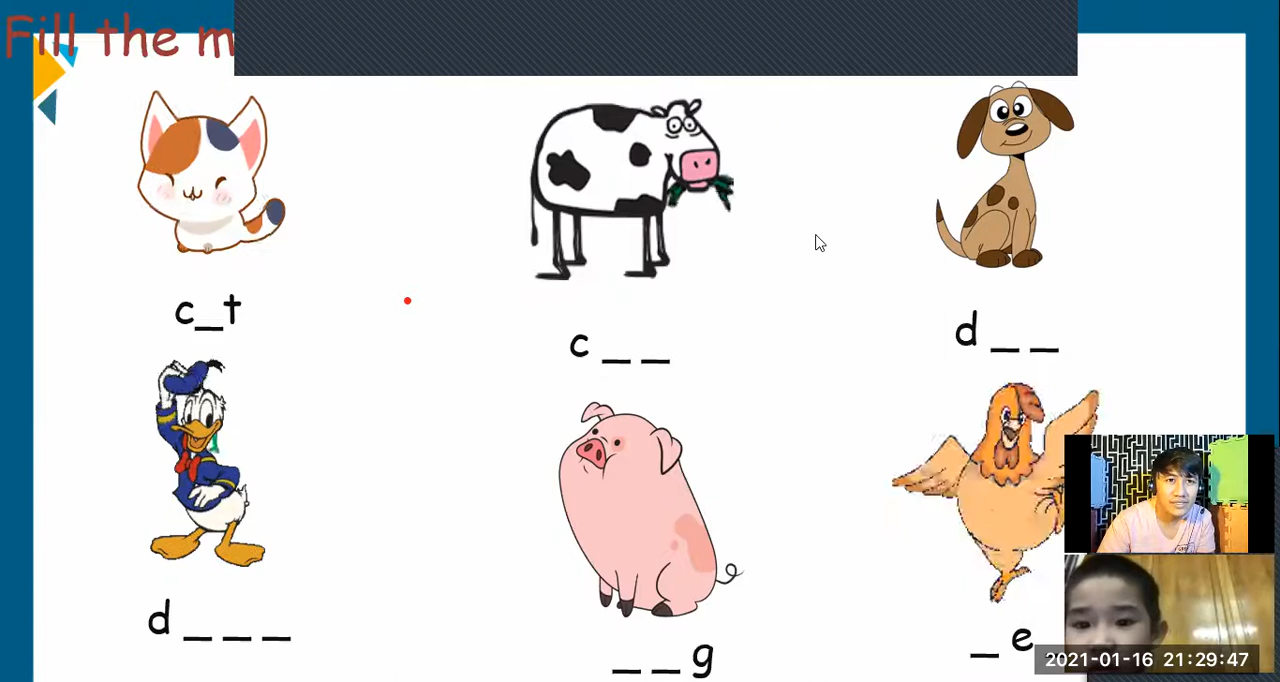 Fill the m
c_t
c _ _
d _ _
d _ _ _
_ _ g
_ e _
2021-01-16 21:29:47